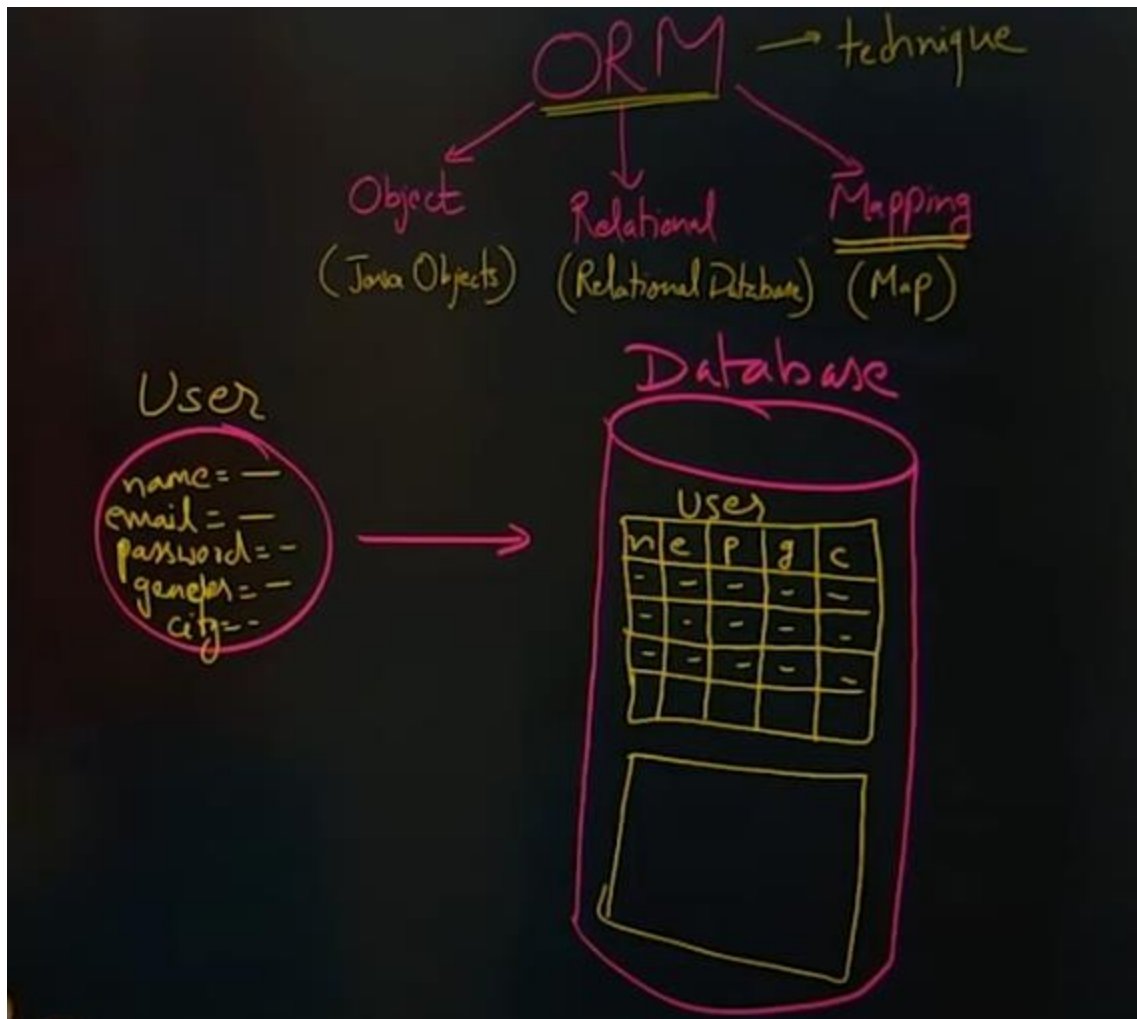 ORM → technique
Object Relational Mapping
(Java Objects) (Relational Database) (Map)
User
name = —
email = —
password = -
gender = —
city = -
Database
User
n e p g c
- - - - -
- - - - -
- - - - -